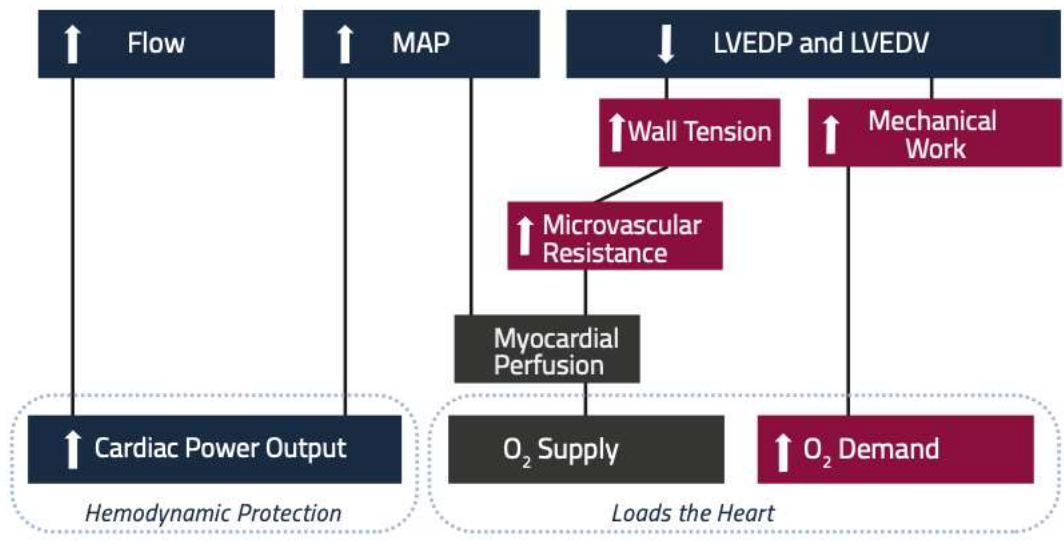 Flow
MAP
LVEDP and LVEDV
Wall Tension
Mechanical
Work
Microvascular
Resistance
Myocardial
Perfusion
Cardiac Power Output
O₂ Supply
O₂ Demand
Hemodynamic Protection
Loads the Heart